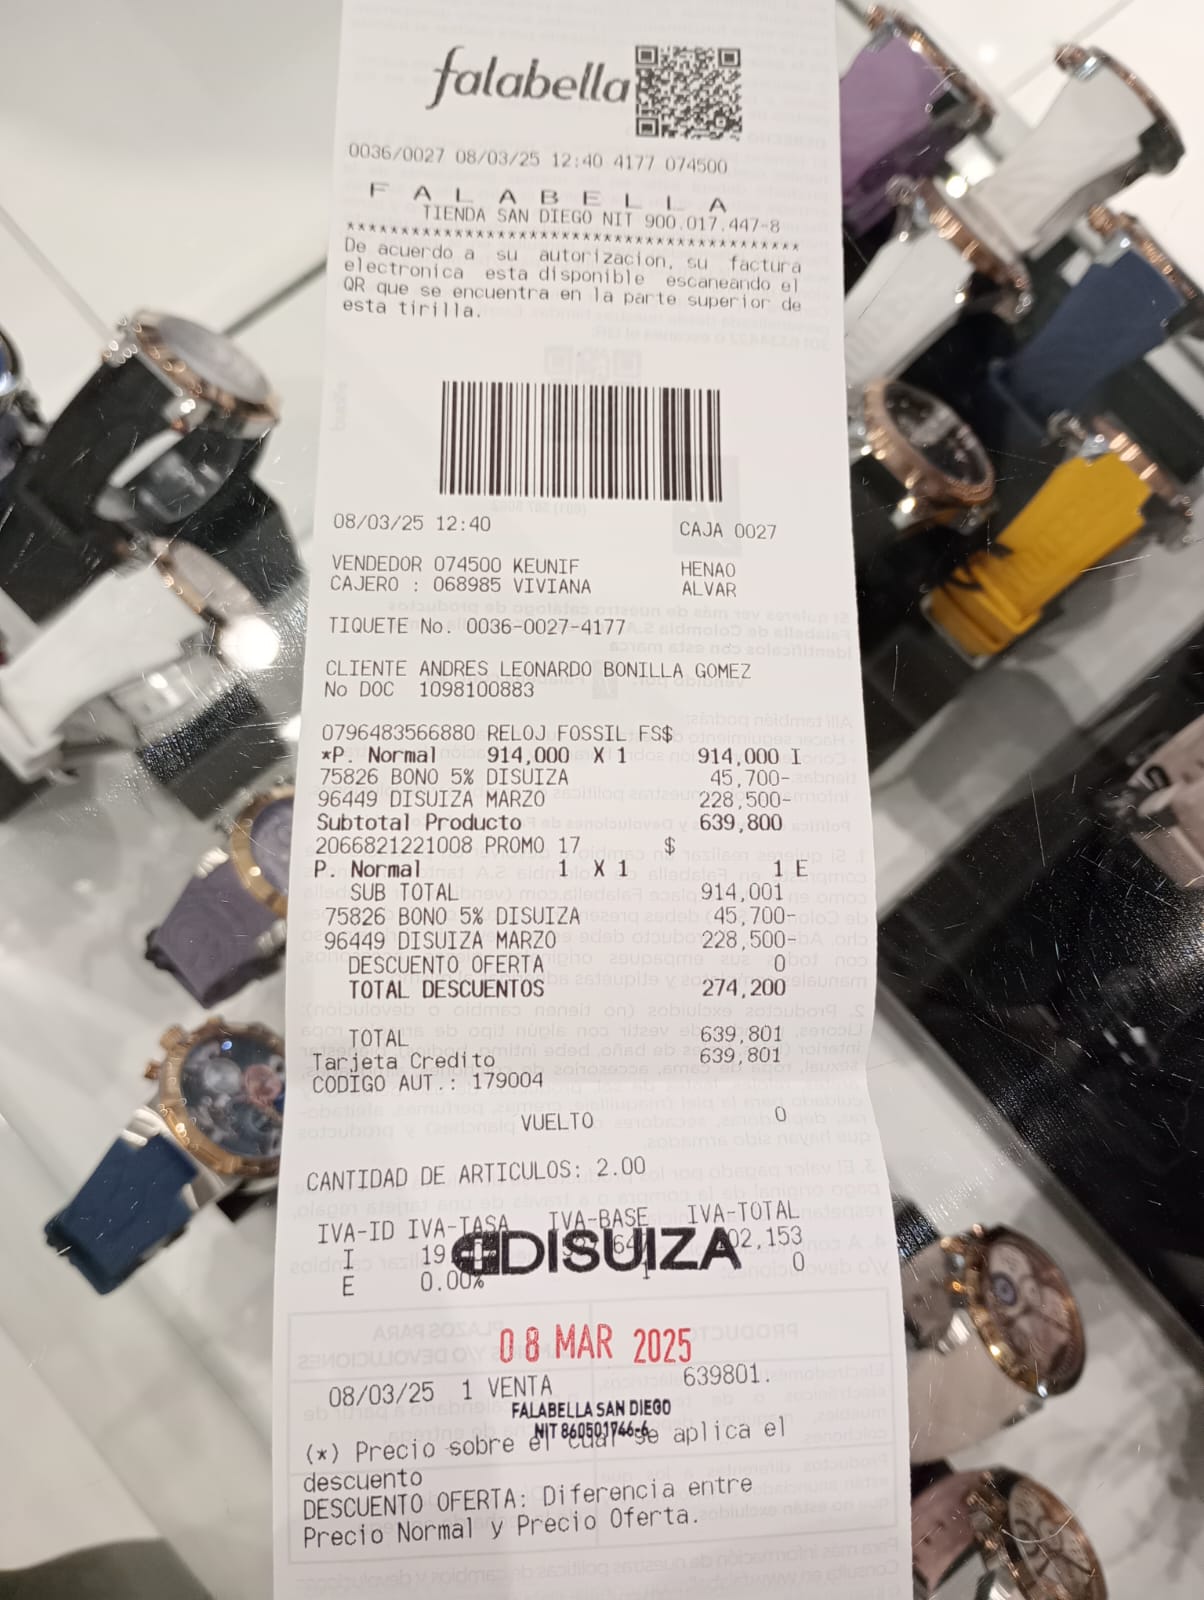 falabella
0036/0027 08/03/25 12:40 4177 074500
F A L A B E L L A
TIENDA SAN DIEGO NIT 900.017.447-8
******************************************
De acuerdo a su autorizacion, su factura
electronica esta disponible escaneando el
QR que se encuentra en la parte superior de
esta tirilla.
08/03/25 12:40 CAJA 0027
VENDEDOR 074500 KEUNIF HENAO
CAJERO : 068985 VIVIANA ALVAR
TIQUETE No. 0036-0027-4177
CLIENTE ANDRES LEONARDO BONILLA GOMEZ
No DOC 1098100883
0796483566880 RELOJ FOSSIL FS$
*P. Normal 914,000 X 1 914,000 I
75826 BONO 5% DISUIZA 45,700-
96449 DISUIZA MARZO 228,500-
Subtotal Producto 639,800
2066821221008 PROMO 17 $
P. Normal 1 X 1 1 E
SUB TOTAL 914,001
75826 BONO 5% DISUIZA 45,700-
96449 DISUIZA MARZO 228,500-
DESCUENTO OFERTA 0
TOTAL DESCUENTOS 274,200
TOTAL 639,801
Tarjeta Credito 639,801
CODIGO AUT.: 179004
VUELTO 0
CANTIDAD DE ARTICULOS: 2.00
IVA-ID IVA-TASA IVA-BASE IVA-TOTAL
I
DISUIZA
E 0.00% 1 0
08 MAR 2025
08/03/25 1 VENTA 639801.
FALABELLA SAN DIEGO
NIT 860501746-6
(*) Precio sobre el cual se aplica el
descuento
DESCUENTO OFERTA: Diferencia entre
Precio Normal y Precio Oferta.